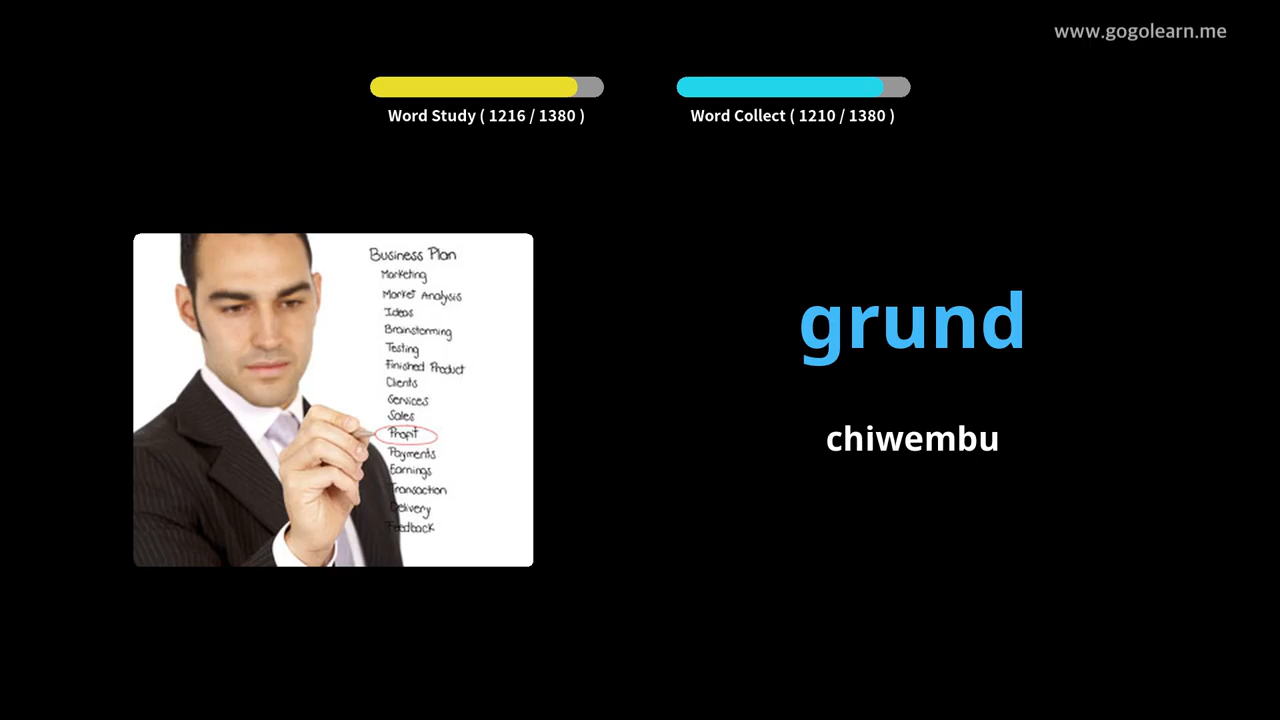 www.gogolearn.me
Word Study ( 1216 / 1380 )
Word Collect ( 1210 / 1380 )
Business Plan
Marketing
Market Analysis
Ideas
Brainstorming
Testing
Finished Product
Clients
Services
Sales
Profit
Payments
Earnings
Transaction
Delivery
Feedback
grund
chiwembu